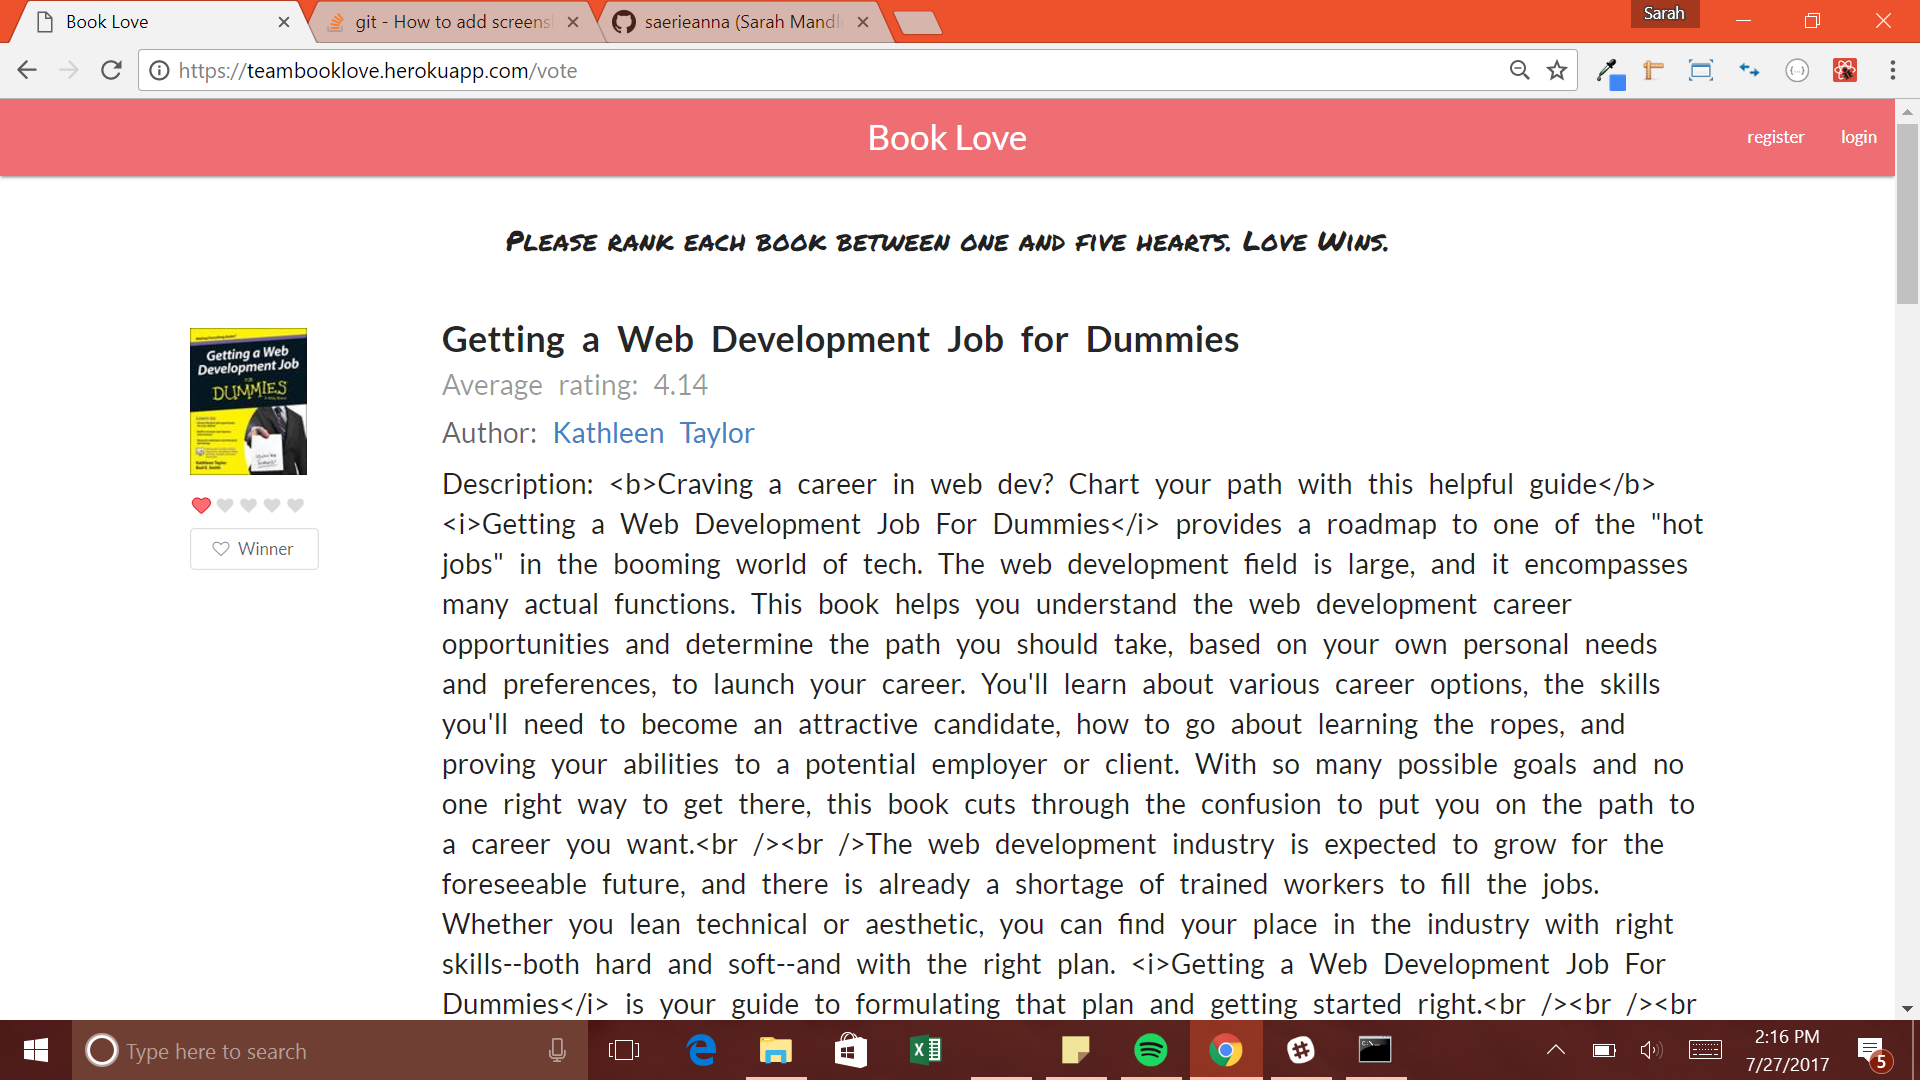 Book Love
git - How to add screens
saerieanna (Sarah Mandl
Sarah
https://teambooklove.herokuapp.com/vote
Book Love
register
login
Please rank each book between one and five hearts. Love Wins.
Getting a Web
Development Job
FOR
DUMMIES
Winner
Getting a Web Development Job for Dummies
Average rating: 4.14
Author: Kathleen Taylor
Description: <b>Craving a career in web dev? Chart your path with this helpful guide</b>
<i>Getting a Web Development Job For Dummies</i> provides a roadmap to one of the "hot
jobs" in the booming world of tech. The web development field is large, and it encompasses
many actual functions. This book helps you understand the web development career
opportunities and determine the path you should take, based on your own personal needs
and preferences, to launch your career. You'll learn about various career options, the skills
you'll need to become an attractive candidate, how to go about learning the ropes, and
proving your abilities to a potential employer or client. With so many possible goals and no
one right way to get there, this book cuts through the confusion to put you on the path to
a career you want.<br /><br />The web development industry is expected to grow for the
foreseeable future, and there is already a shortage of trained workers to fill the jobs.
Whether you lean technical or aesthetic, you can find your place in the industry with right
skills--both hard and soft--and with the right plan. <i>Getting a Web Development Job For
Dummies</i> is your guide to formulating that plan and getting started right.<br /><br /><br
Type here to search
2:16 PM
7/27/2017
5